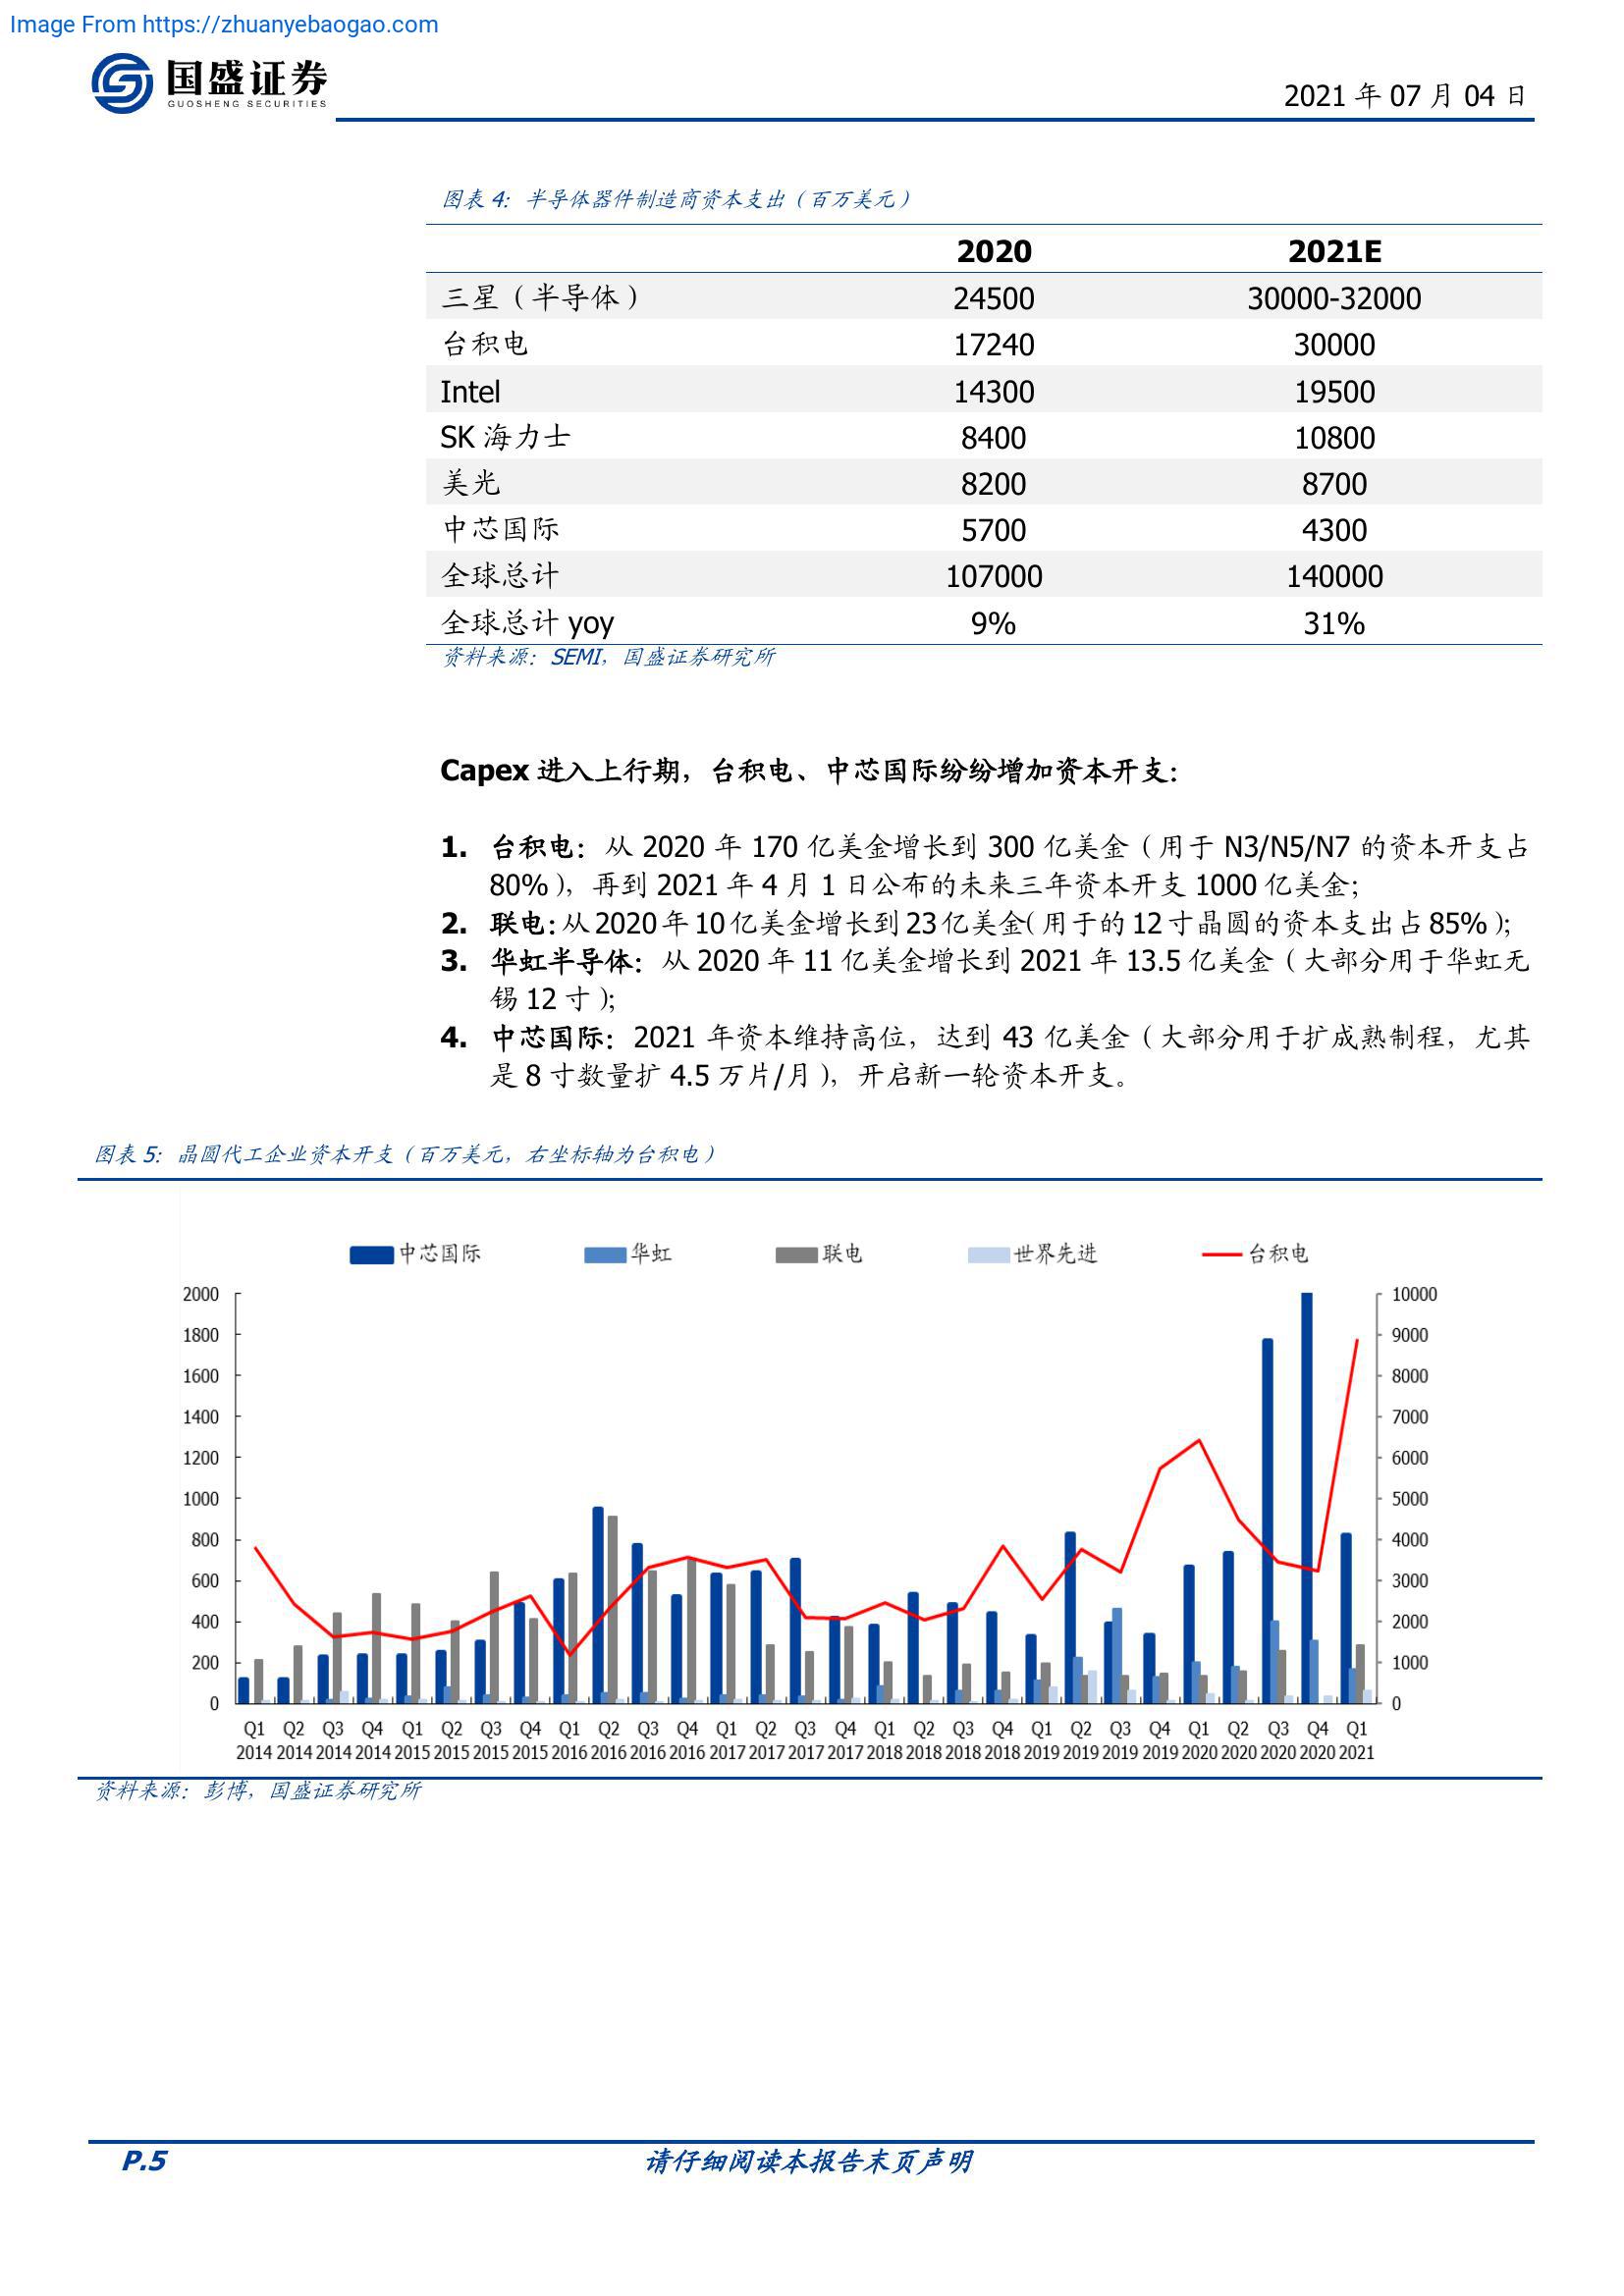 Image From https://zhuanyebaogao.com
国盛证券
GUOSHENG SECURITIES
2021 年 07 月 04 日
图表 4: 半导体器件制造商资本支出（百万美元）
2020 2021E
三星（半导体） 24500 30000-32000
台积电 17240 30000
Intel 14300 19500
SK 海力士 8400 10800
美光 8200 8700
中芯国际 5700 4300
全球总计 107000 140000
全球总计 yoy 9% 31%
资料来源：SEMI，国盛证券研究所
Capex 进入上行期，台积电、中芯国际纷纷增加资本开支：
1. 台积电：从 2020 年 170 亿美金增长到 300 亿美金（用于 N3/N5/N7 的资本开支占
80%），再到 2021 年 4 月 1 日公布的未来三年资本开支 1000 亿美金；
2. 联电：从 2020 年 10 亿美金增长到 23 亿美金（用于的 12 寸晶圆的资本支出占 85%）；
3. 华虹半导体：从 2020 年 11 亿美金增长到 2021 年 13.5 亿美金（大部分用于华虹无
锡 12 寸）；
4. 中芯国际：2021 年资本维持高位，达到 43 亿美金（大部分用于扩成熟制程，尤其
是 8 寸数量扩 4.5 万片/月），开启新一轮资本开支。
图表 5: 晶圆代工企业资本开支（百万美元，右坐标轴为台积电）
中芯国际 华虹 联电 世界先进 台积电
2000 10000
1800 9000
1600 8000
1400 7000
1200 6000
1000 5000
800 4000
600 3000
400 2000
200 1000
0 0
Q1 Q2 Q3 Q4 Q1 Q2 Q3 Q4 Q1 Q2 Q3 Q4 Q1 Q2 Q3 Q4 Q1 Q2 Q3 Q4 Q1 Q2 Q3 Q4 Q1 Q2 Q3 Q4 Q1
2014 2014 2014 2014 2015 2015 2015 2015 2016 2016 2016 2016 2017 2017 2017 2017 2018 2018 2018 2018 2019 2019 2019 2019 2020 2020 2020 2020 2021
资料来源：彭博，国盛证券研究所
P.5 请仔细阅读本报告末页声明